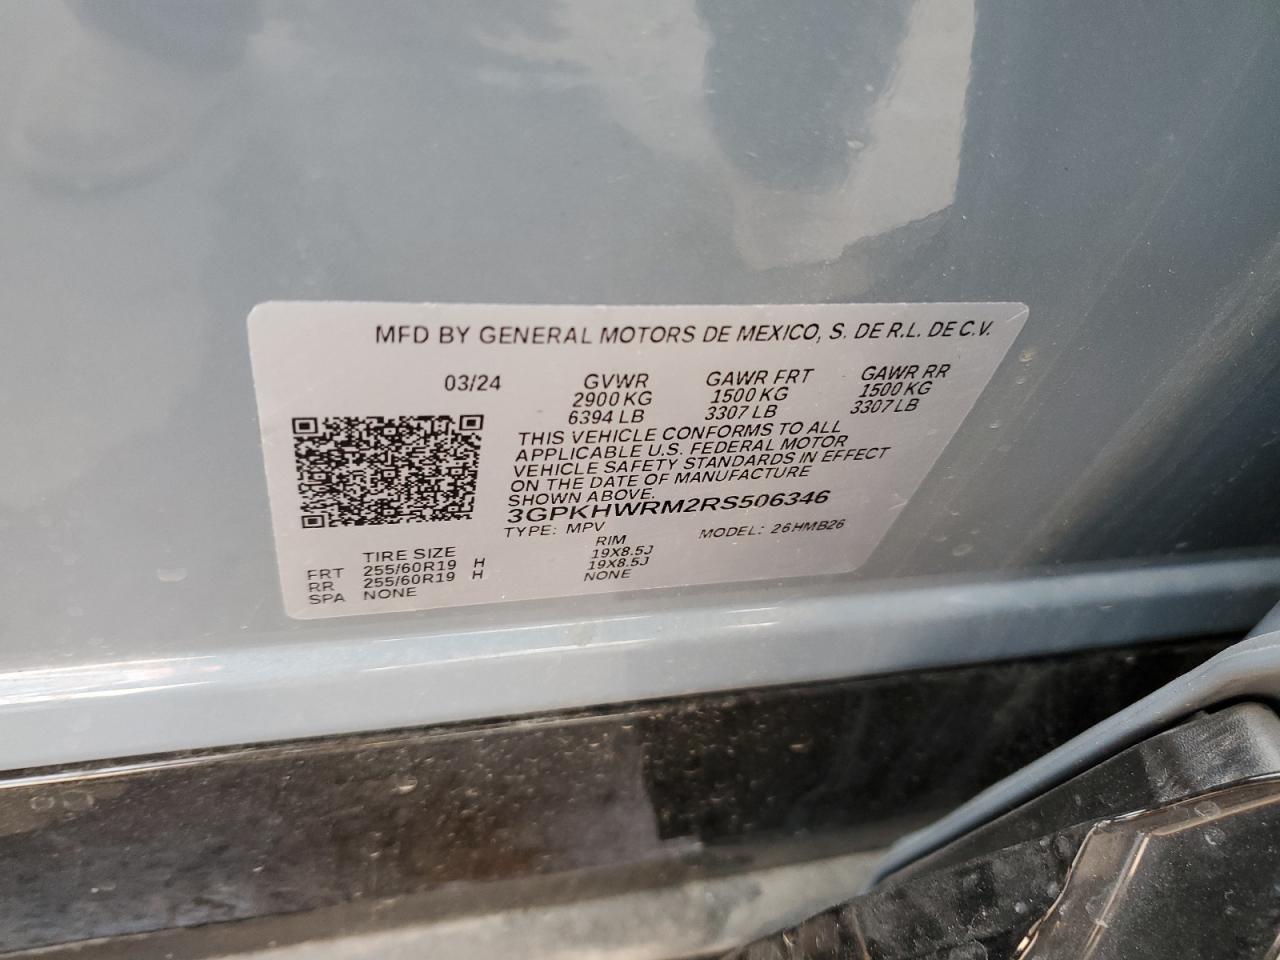 MFD BY GENERAL MOTORS DE MEXICO, S. DE R.L. DE C.V.
03/24 GVWR GAWR FRT GAWR RR
2900 KG 1500 KG 1500 KG
6394 LB 3307 LB 3307 LB
THIS VEHICLE CONFORMS TO ALL
APPLICABLE U.S. FEDERAL MOTOR
VEHICLE SAFETY STANDARDS IN EFFECT
ON THE DATE OF MANUFACTURE
SHOWN ABOVE.
3GPKHWRM2RS506346
TYPE: MPV MODEL: 26HMB26
TIRE SIZE RIM
FRT 255/60R19 H 19X8.5J
RR 255/60R19 H 19X8.5J
SPA NONE NONE